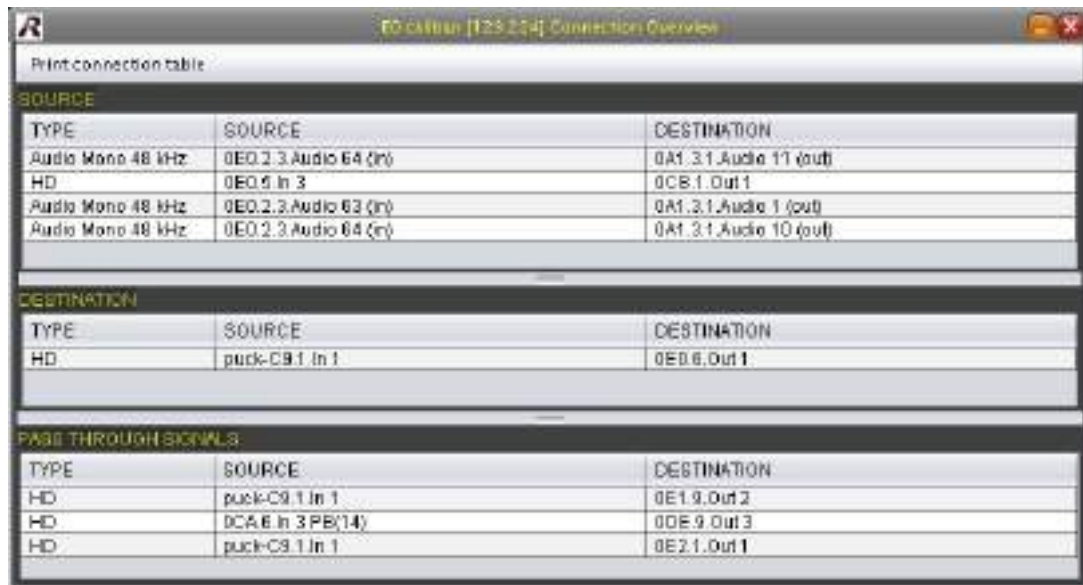 R
E0 caliban [123.224] Connection Overview
Print connection table
SOURCE
TYPE SOURCE DESTINATION
Audio Mono 48 kHz 0E0.2.3.Audio 64 (in) 0A1.3.1.Audio 11 (out)
HD 0E0.5.In 3 0CB.1.Out 1
Audio Mono 48 kHz 0E0.2.3.Audio 63 (in) 0A1.3.1.Audio 1 (out)
Audio Mono 48 kHz 0E0.2.3.Audio 64 (in) 0A1.3.1.Audio 10 (out)
DESTINATION
TYPE SOURCE DESTINATION
HD puck-C9.1.In 1 0E0.6.Out 1
PASS THROUGH SIGNALS
TYPE SOURCE DESTINATION
HD puck-C9.1.In 1 0E1.9.Out 2
HD 0CA.6.In 3 PB(14) 0DE.9.Out 3
HD puck-C9.1.In 1 0E2.1.Out 1